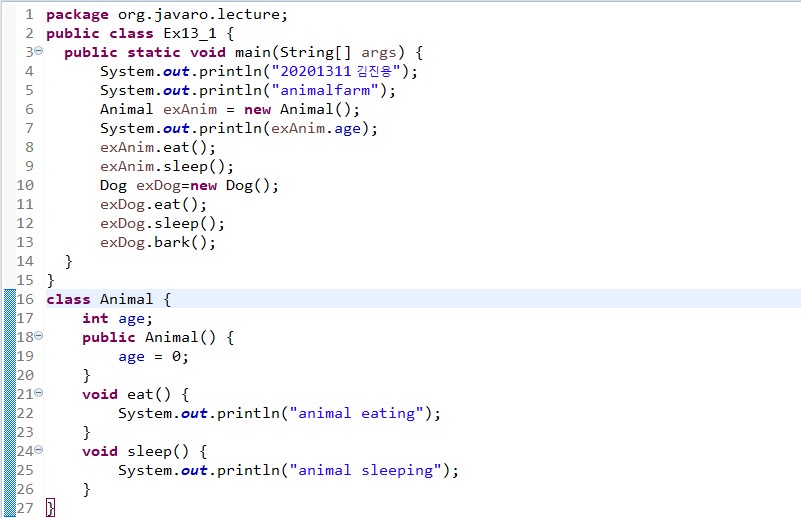 1 package org.javaro.lecture;
2 public class Ex13_1 {
3 public static void main(String[] args) {
4 System.out.println("20201311 김진용");
5 System.out.println("animalfarm");
6 Animal exAnim = new Animal();
7 System.out.println(exAnim.age);
8 exAnim.eat();
9 exAnim.sleep();
10 Dog exDog=new Dog();
11 exDog.eat();
12 exDog.sleep();
13 exDog.bark();
14 }
15 }
16 class Animal {
17 int age;
18 public Animal() {
19 age = 0;
20 }
21 void eat() {
22 System.out.println("animal eating");
23 }
24 void sleep() {
25 System.out.println("animal sleeping");
26 }
27 }